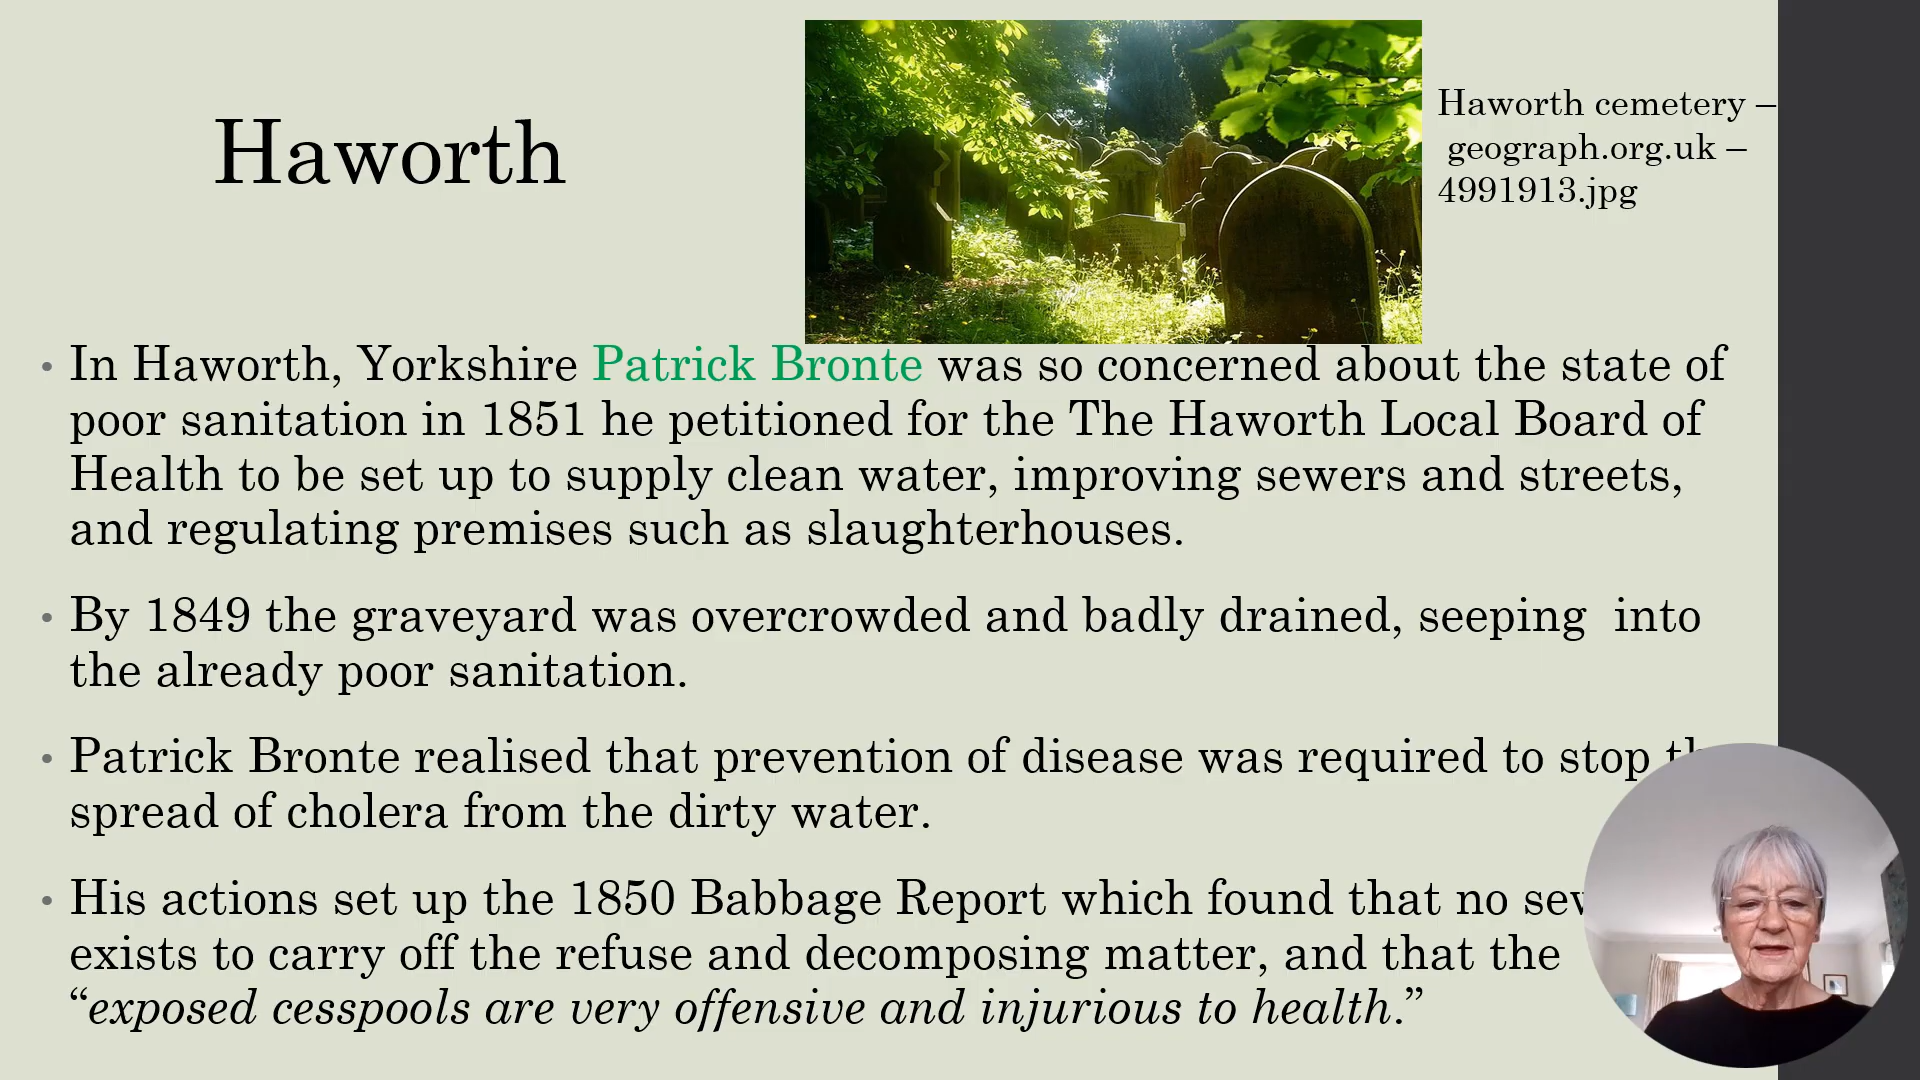 Haworth
Haworth cemetery –
geograph.org.uk –
4991913.jpg
• In Haworth, Yorkshire Patrick Bronte was so concerned about the state of
poor sanitation in 1851 he petitioned for the The Haworth Local Board of
Health to be set up to supply clean water, improving sewers and streets,
and regulating premises such as slaughterhouses.
• By 1849 the graveyard was overcrowded and badly drained, seeping  into
the already poor sanitation.
• Patrick Bronte realised that prevention of disease was required to stop
spread of cholera from the dirty water.
• His actions set up the 1850 Babbage Report which found that no
exists to carry off the refuse and decomposing matter, and that the
“exposed cesspools are very offensive and injurious to health.”